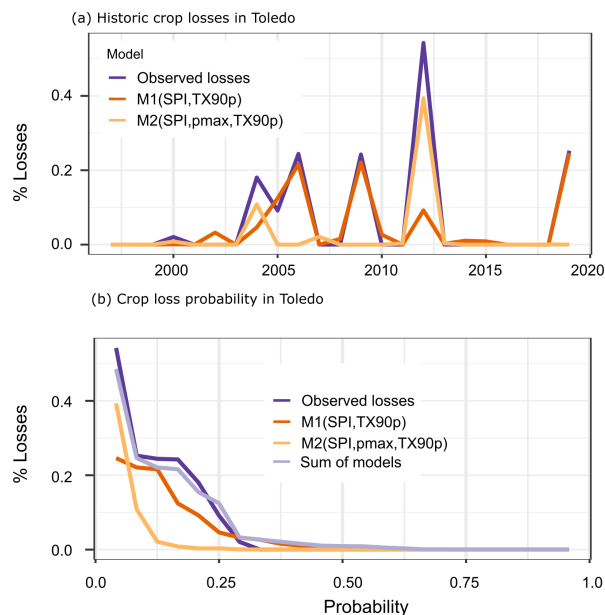 (a) Historic crop losses in Toledo
Model
Observed losses
M1(SPI,TX90p)
M2(SPI,pmax,TX90p)
% Losses
0.4
0.2
0.0
2000 2005 2010 2015 2020
(b) Crop loss probability in Toledo
Observed losses
M1(SPI,TX90p)
M2(SPI,pmax,TX90p)
Sum of models
% Losses
0.4
0.2
0.0
0.0 0.25 0.50 0.75 1.0
Probability